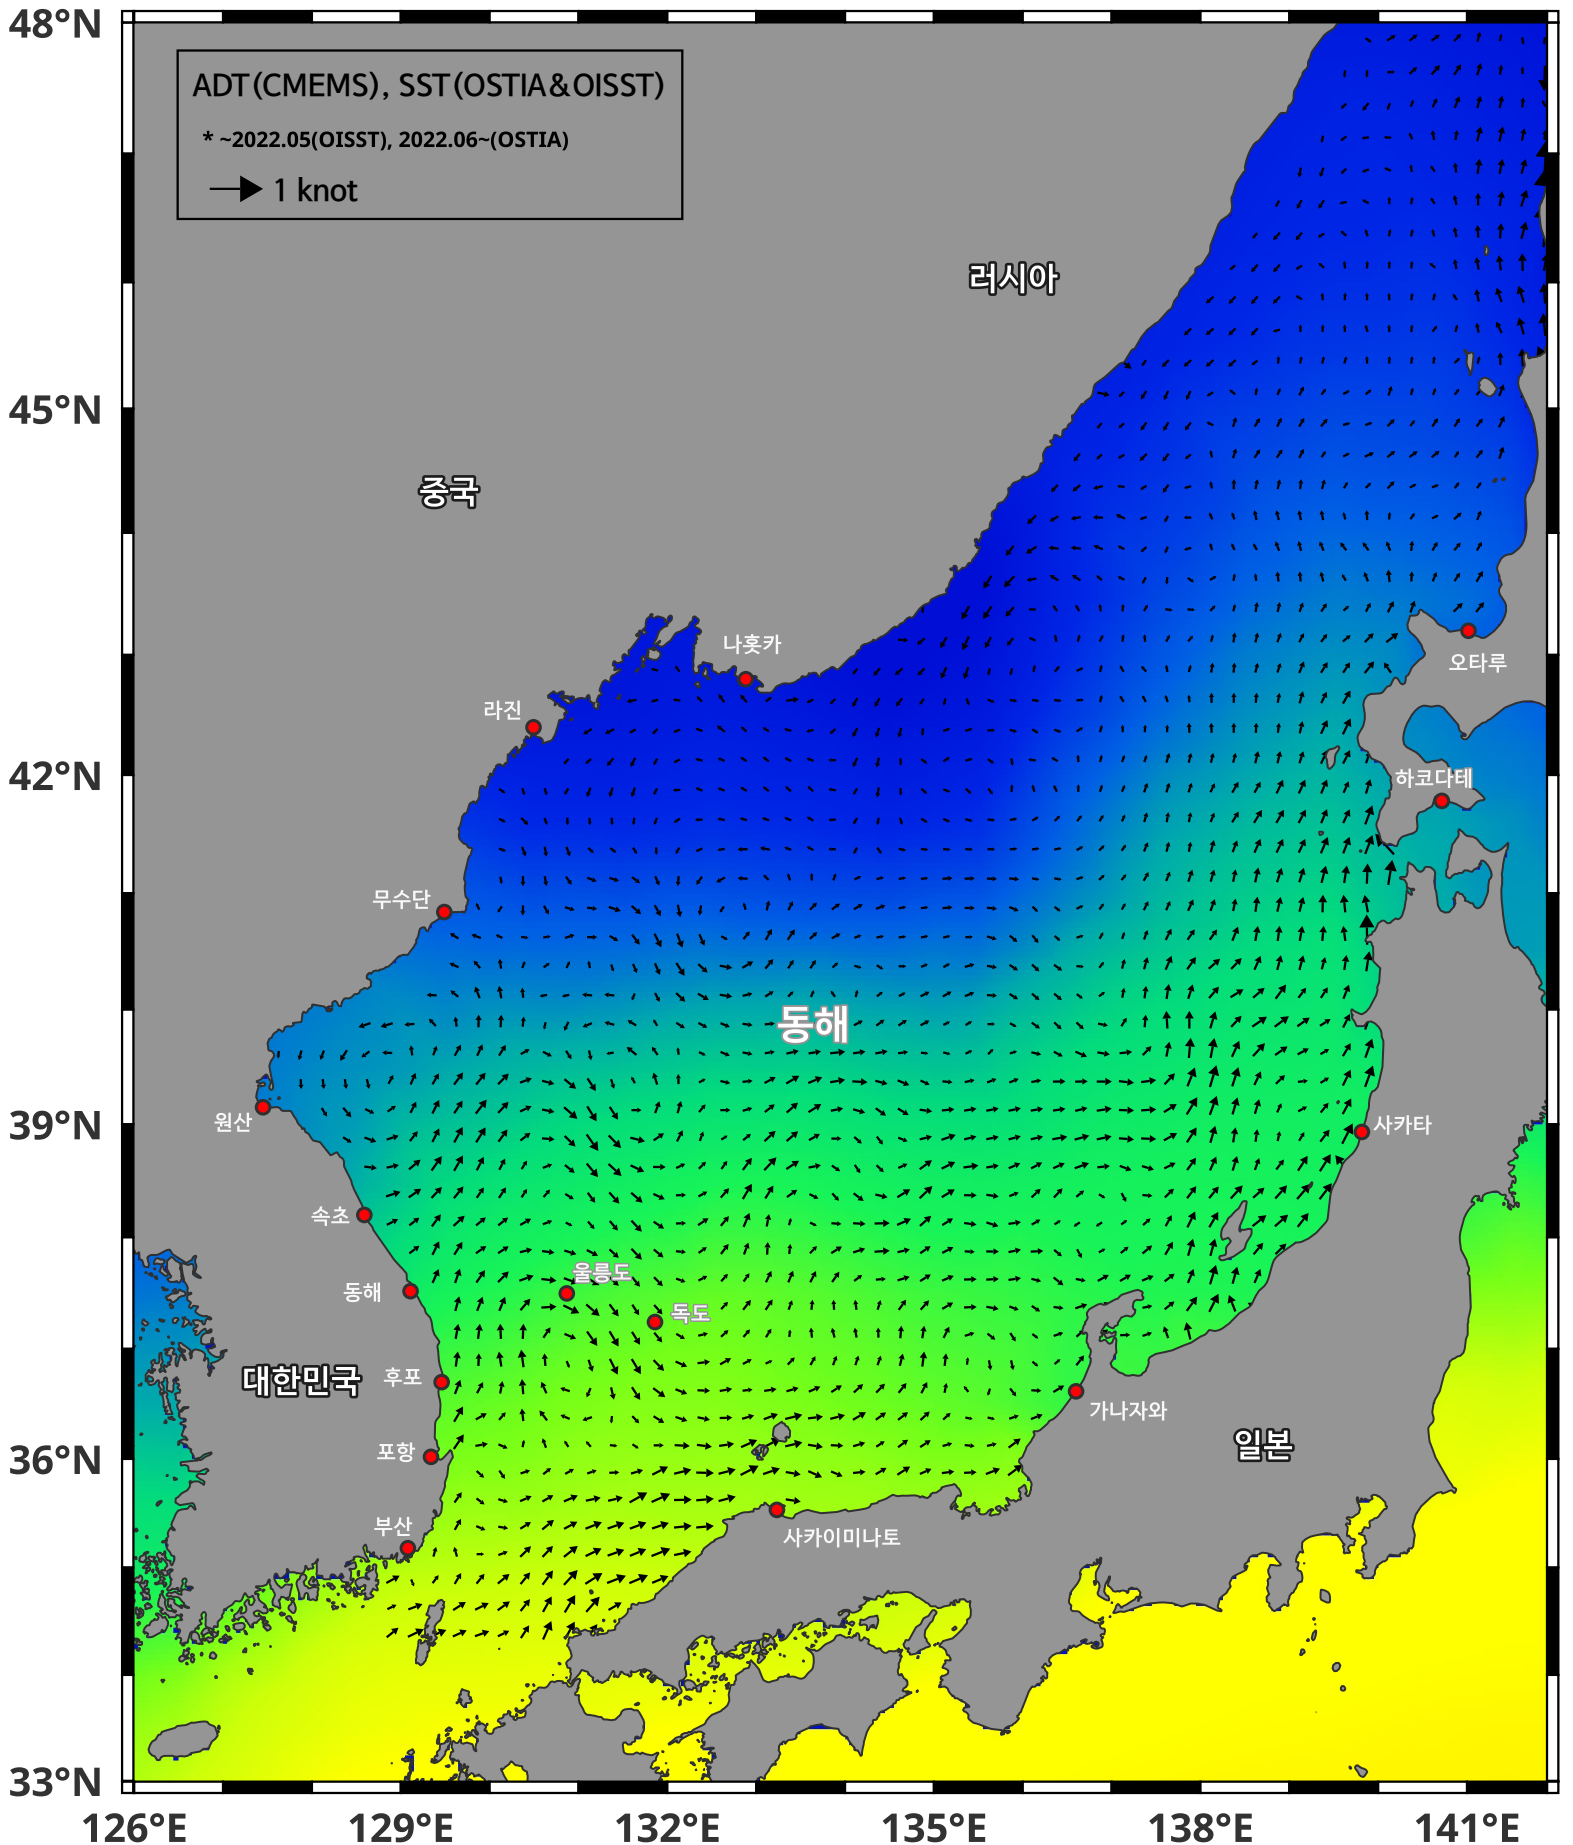 48°N
ADT(CMEMS), SST(OSTIA&OISST)
* ~2022.05(OISST), 2022.06~(OSTIA)
1 knot
러시아
45°N
중국
나홋카
오타루
라진
42°N
하코다테
무수단
동해
39°N
원산
사카타
속초
울릉도
동해
독도
대한민국
후포
가나자와
36°N
포항
일본
부산
사카이미나토
33°N
126°E
129°E
132°E
135°E
138°E
141°E